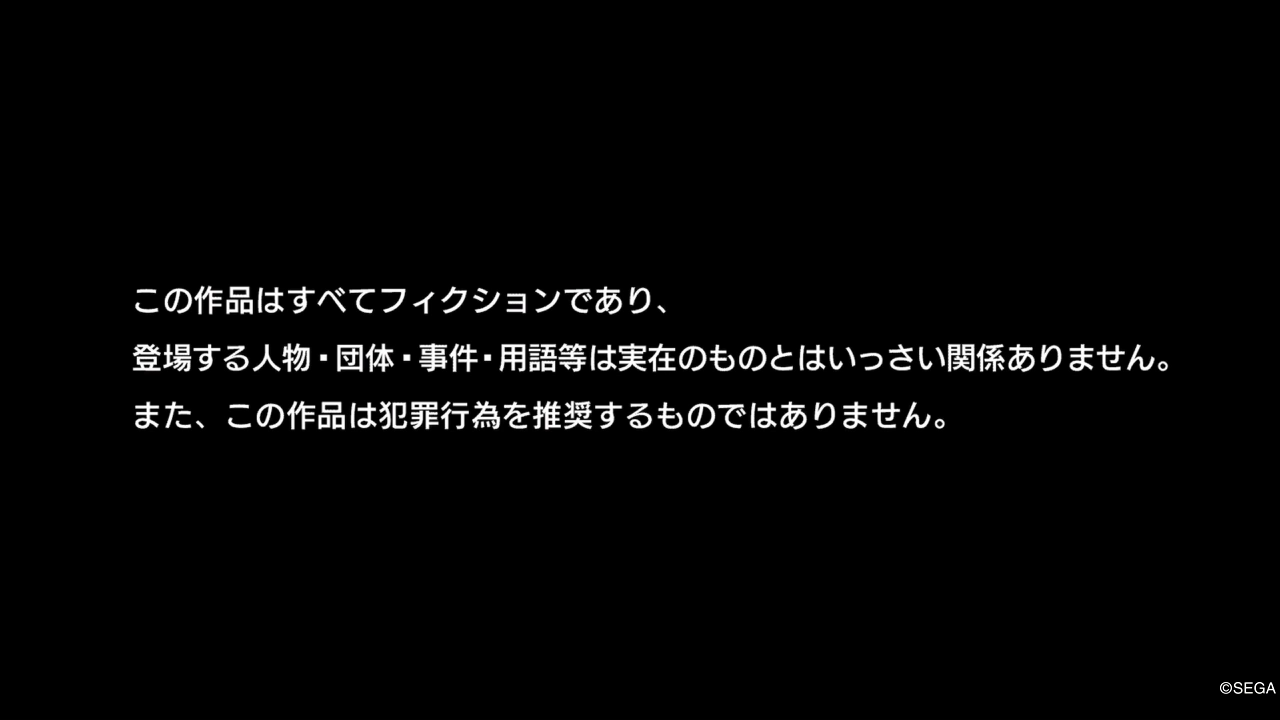 この作品はすべてフィクションであり、
登場する人物・団体・事件・用語等は実在のものとはいっさい関係ありません。
また、この作品は犯罪行為を推奨するものではありません。
©SEGA